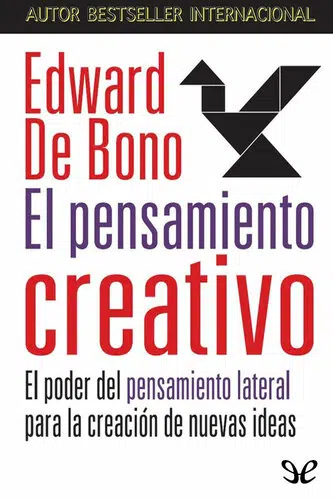 AUTOR BESTSELLER INTERNACIONAL
Edward
De Bono
El pensamiento
creativo
El poder del pensamiento lateral
para la creación de nuevas ideas